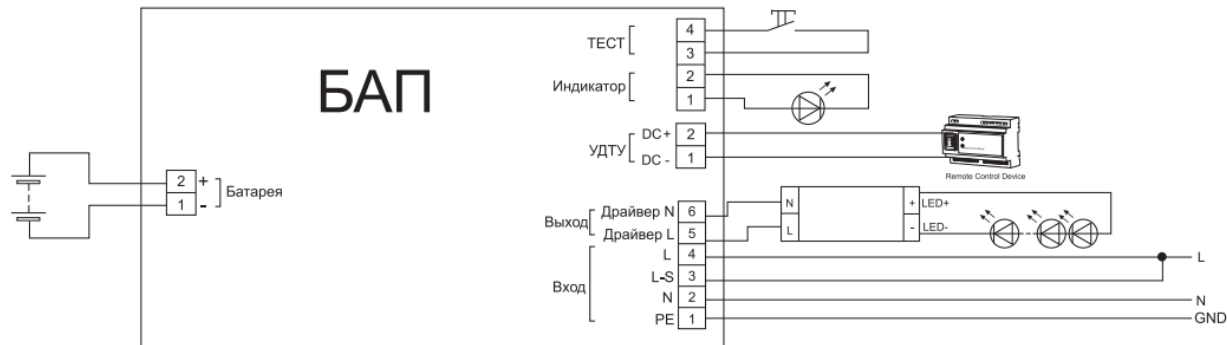 БАП
ТЕСТ
4
3
Индикатор
2
1
УДТУ
DC+ 2
DC - 1
Remote Control Device
2 +
1 -
Батарея
Выход
Драйвер N 6
Драйвер L 5
N
L
+ LED+
- LED-
Вход
L 4
L-S 3
N 2
PE 1
L
N
GND